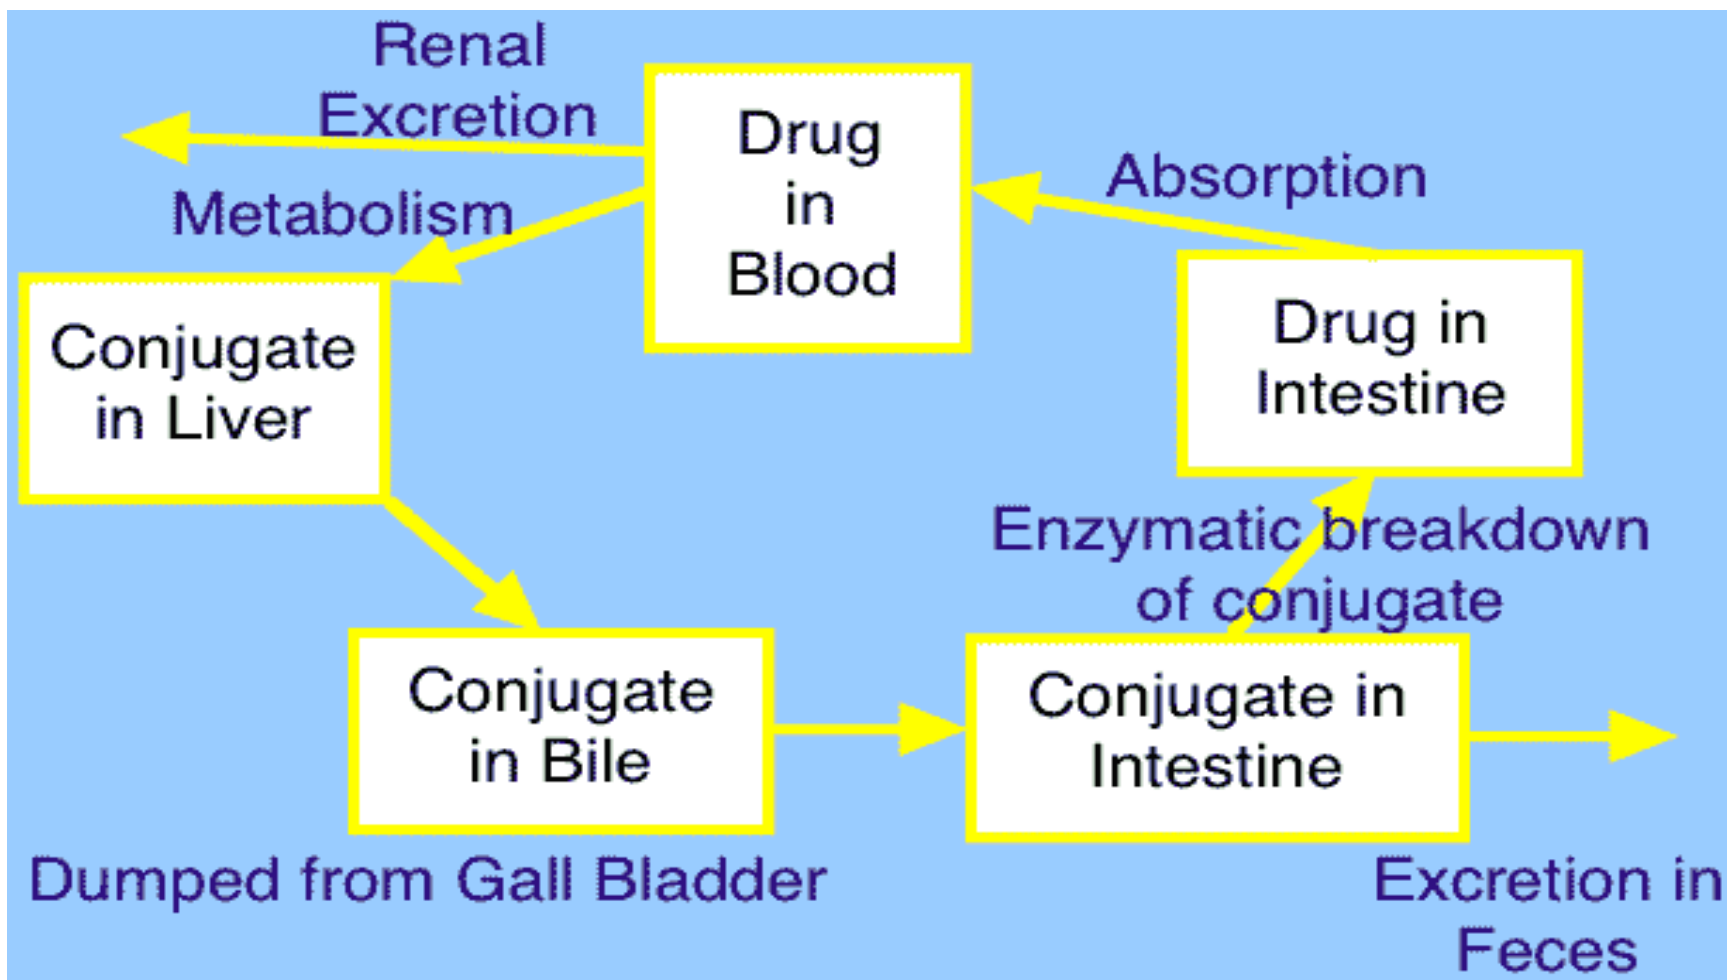 Renal
Excretion
Drug
in
Blood
Absorption
Metabolism
Conjugate
in Liver
Drug in
Intestine
Enzymatic breakdown
of conjugate
Conjugate
in Bile
Conjugate in
Intestine
Dumped from Gall Bladder
Excretion in
Feces